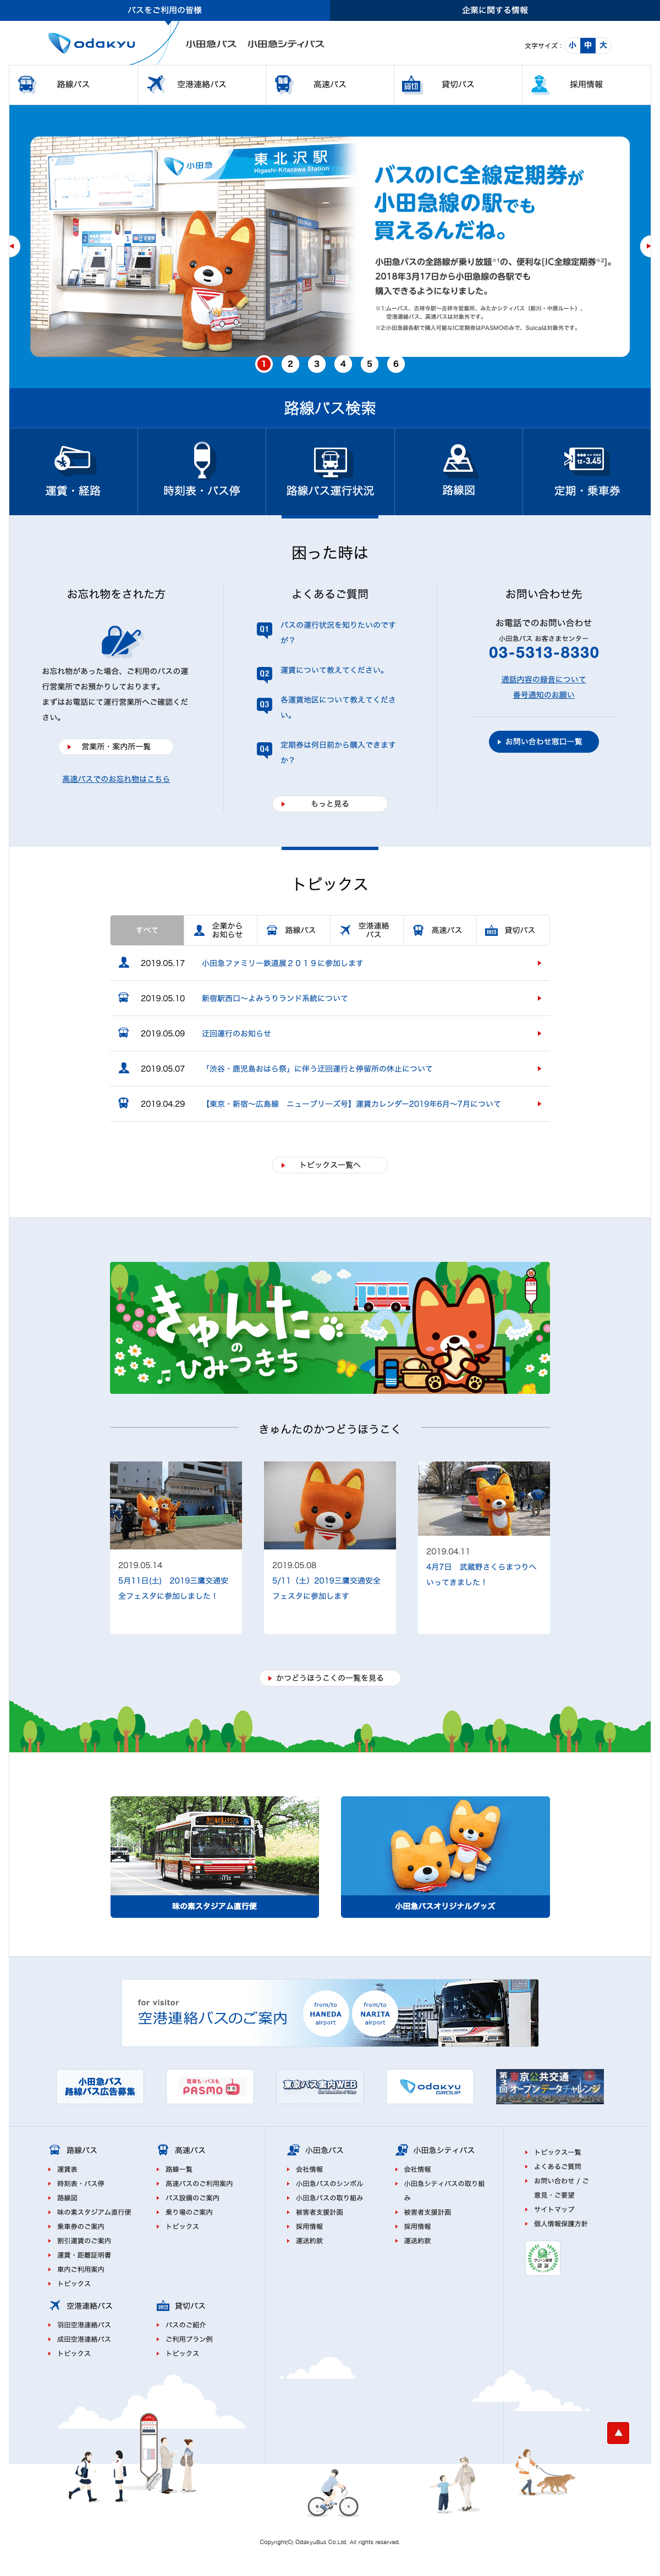 バスをご利用の皆様
企業に関する情報
odakyu
小田急バス 小田急シティバス
文字サイズ： 小 中 大
路線バス
空港連絡バス
高速バス
貸切バス
採用情報
小田急
東北沢駅
Higashi-Kitazawa Station
バスのIC全線定期券が
小田急線の駅でも
買えるんだね。
小田急バスの全路線が乗り放題※1の、便利な[IC全線定期券※2]。
2018年3月17日から小田急線の各駅でも
購入できるようになりました。
※1:ムーバス、吉祥寺駅〜吉祥寺営業所、みたかシティバス（新川・中原ルート）、
空港連絡バス、高速バスは対象外です。
※2:小田急線各駅で購入可能なIC定期券はPASMOのみで、Suicaは対象外です。
1 2 3 4 5 6
路線バス検索
運賃・経路
時刻表・バス停
路線バス運行状況
路線図
定期・乗車券
困った時は
お忘れ物をされた方
お忘れ物があった場合、ご利用のバスの運
行営業所でお預かりしております。
まずはお電話にて運行営業所へご確認くだ
さい。
営業所・案内所一覧
高速バスでのお忘れ物はこちら
よくあるご質問
Q1 バスの運行状況を知りたいのです
が？
Q2 運賃について教えてください。
Q3 各運賃地区について教えてくださ
い。
Q4 定期券は何日前から購入できます
か？
もっと見る
お問い合わせ先
お電話でのお問い合わせ
小田急バス お客さまセンター
03-5313-8330
通話内容の録音について
番号通知のお願い
お問い合わせ窓口一覧
トピックス
すべて
企業から
お知らせ
路線バス
空港連絡
バス
高速バス
貸切バス
2019.05.17 小田急ファミリー鉄道展２０１９に参加します
2019.05.10 新宿駅西口〜よみうりランド系統について
2019.05.09 迂回運行のお知らせ
2019.05.07 「渋谷・鹿児島おはら祭」に伴う迂回運行と停留所の休止について
2019.04.29 【東京・新宿〜広島線 ニューブリーズ号】運賃カレンダー2019年6月〜7月について
トピックス一覧へ
きゅんた
の
ひみつきち
きゅんたのかつどうほうこく
2019.05.14
5月11日(土) 2019三鷹交通安
全フェスタに参加しました！
2019.05.08
5/11（土）2019三鷹交通安全
フェスタに参加します
2019.04.11
4月7日 武蔵野さくらまつりへ
いってきました！
かつどうほうこくの一覧を見る
味の素スタジアム直行便
小田急バスオリジナルグッズ
for visitor
空港連絡バスのご案内
from/to
HANEDA
airport
from/to
NARITA
airport
小田急バス
路線バス広告募集
電車も・バスも
PASMO
東京バス案内WEB
odakyu
GROUP
第3回
東京公共交通
オープンデータチャレンジ
路線バス
運賃表
時刻表・バス停
路線図
味の素スタジアム直行便
乗車券のご案内
割引運賃のご案内
運賃・距離証明書
車内ご利用案内
トピックス
高速バス
路線一覧
高速バスのご利用案内
バス設備のご案内
乗り場のご案内
トピックス
空港連絡バス
羽田空港連絡バス
成田空港連絡バス
トピックス
貸切バス
バスのご紹介
ご利用プラン例
トピックス
小田急バス
会社情報
小田急バスのシンボル
小田急バスの取り組み
被害者支援計画
採用情報
運送約款
小田急シティバス
会社情報
小田急シティバスの取り組
み
被害者支援計画
採用情報
運送約款
トピックス一覧
よくあるご質問
お問い合わせ / ご
意見・ご要望
サイトマップ
個人情報保護方針
グリーン経営
認証
Copyright(C) OdakyuBus Co.Ltd. All rights reserved.